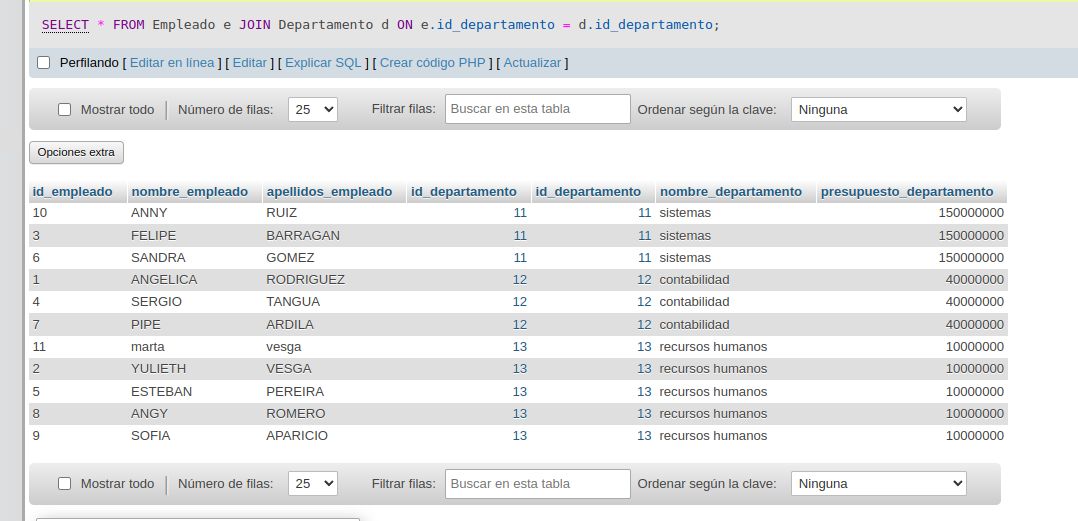 SELECT * FROM Empleado e JOIN Departamento d ON e.id_departamento = d.id_departamento;
Perfilando [ Editar en línea ] [ Editar ] [ Explicar SQL ] [ Crear código PHP ] [ Actualizar ]
Mostrar todo Número de filas: 25 Filtrar filas: Buscar en esta tabla Ordenar según la clave: Ninguna
Opciones extra
id_empleado nombre_empleado apellidos_empleado id_departamento id_departamento nombre_departamento presupuesto_departamento
10 ANNY RUIZ 11 11 sistemas 150000000
3 FELIPE BARRAGAN 11 11 sistemas 150000000
6 SANDRA GOMEZ 11 11 sistemas 150000000
1 ANGELICA RODRIGUEZ 12 12 contabilidad 40000000
4 SERGIO TANGUA 12 12 contabilidad 40000000
7 PIPE ARDILA 12 12 contabilidad 40000000
11 marta vesga 13 13 recursos humanos 10000000
2 YULIETH VESGA 13 13 recursos humanos 10000000
5 ESTEBAN PEREIRA 13 13 recursos humanos 10000000
8 ANGY ROMERO 13 13 recursos humanos 10000000
9 SOFIA APARICIO 13 13 recursos humanos 10000000
Mostrar todo Número de filas: 25 Filtrar filas: Buscar en esta tabla Ordenar según la clave: Ninguna